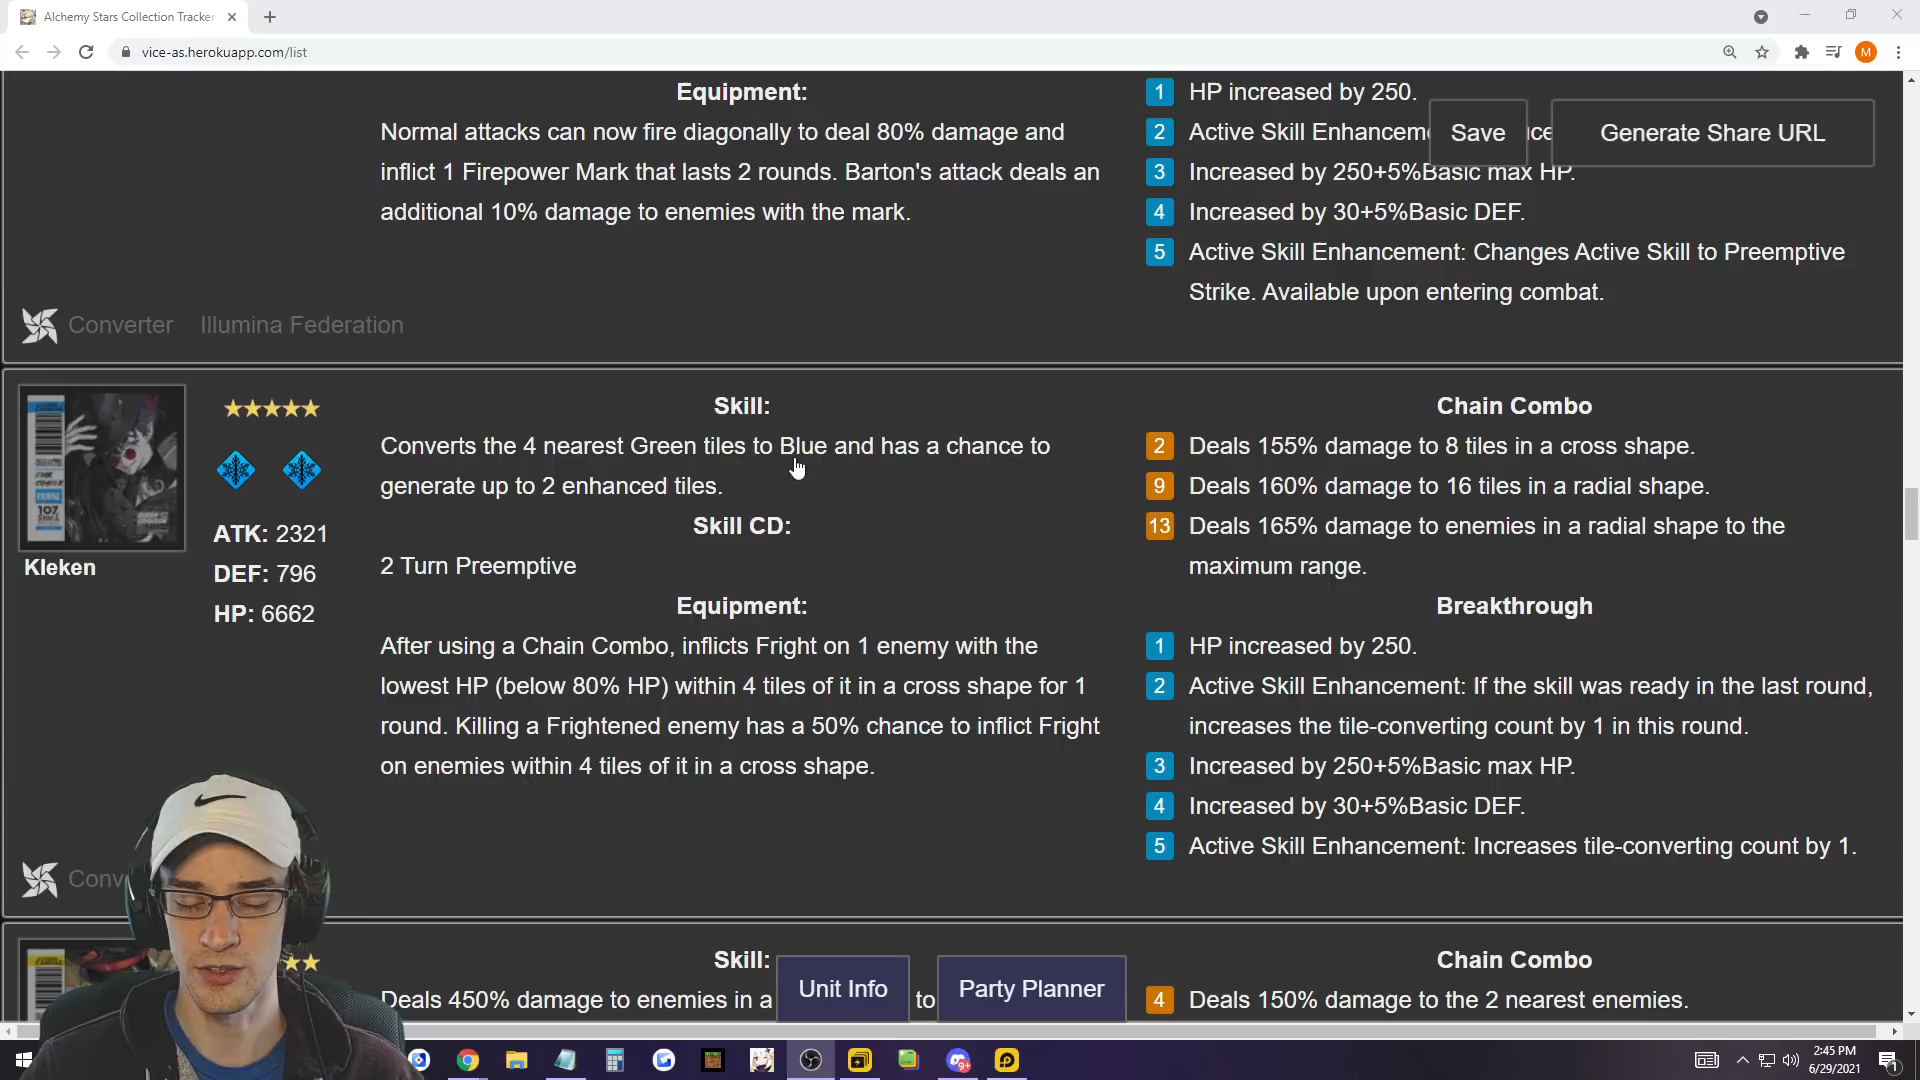 Alchemy Stars Collection Tracker
vice-as.herokuapp.com/list
M
Equipment:
Normal attacks can now fire diagonally to deal 80% damage and
inflict 1 Firepower Mark that lasts 2 rounds. Barton's attack deals an
additional 10% damage to enemies with the mark.
1 HP increased by 250.
2 Active Skill Enhancem
3 Increased by 250+5%Basic max HP.
4 Increased by 30+5%Basic DEF.
5 Active Skill Enhancement: Changes Active Skill to Preemptive
Strike. Available upon entering combat.
Save
Generate Share URL
Converter Illumina Federation
Kleken
ATK: 2321
DEF: 796
HP: 6662
Skill:
Converts the 4 nearest Green tiles to Blue and has a chance to
generate up to 2 enhanced tiles.
Skill CD:
2 Turn Preemptive
Equipment:
After using a Chain Combo, inflicts Fright on 1 enemy with the
lowest HP (below 80% HP) within 4 tiles of it in a cross shape for 1
round. Killing a Frightened enemy has a 50% chance to inflict Fright
on enemies within 4 tiles of it in a cross shape.
Chain Combo
2 Deals 155% damage to 8 tiles in a cross shape.
9 Deals 160% damage to 16 tiles in a radial shape.
13 Deals 165% damage to enemies in a radial shape to the
maximum range.
Breakthrough
1 HP increased by 250.
2 Active Skill Enhancement: If the skill was ready in the last round,
increases the tile-converting count by 1 in this round.
3 Increased by 250+5%Basic max HP.
4 Increased by 30+5%Basic DEF.
5 Active Skill Enhancement: Increases tile-converting count by 1.
Conv
Skill:
Deals 450% damage to enemies in a
to
Unit Info
Party Planner
Chain Combo
4 Deals 150% damage to the 2 nearest enemies.
2:45 PM
6/29/2021